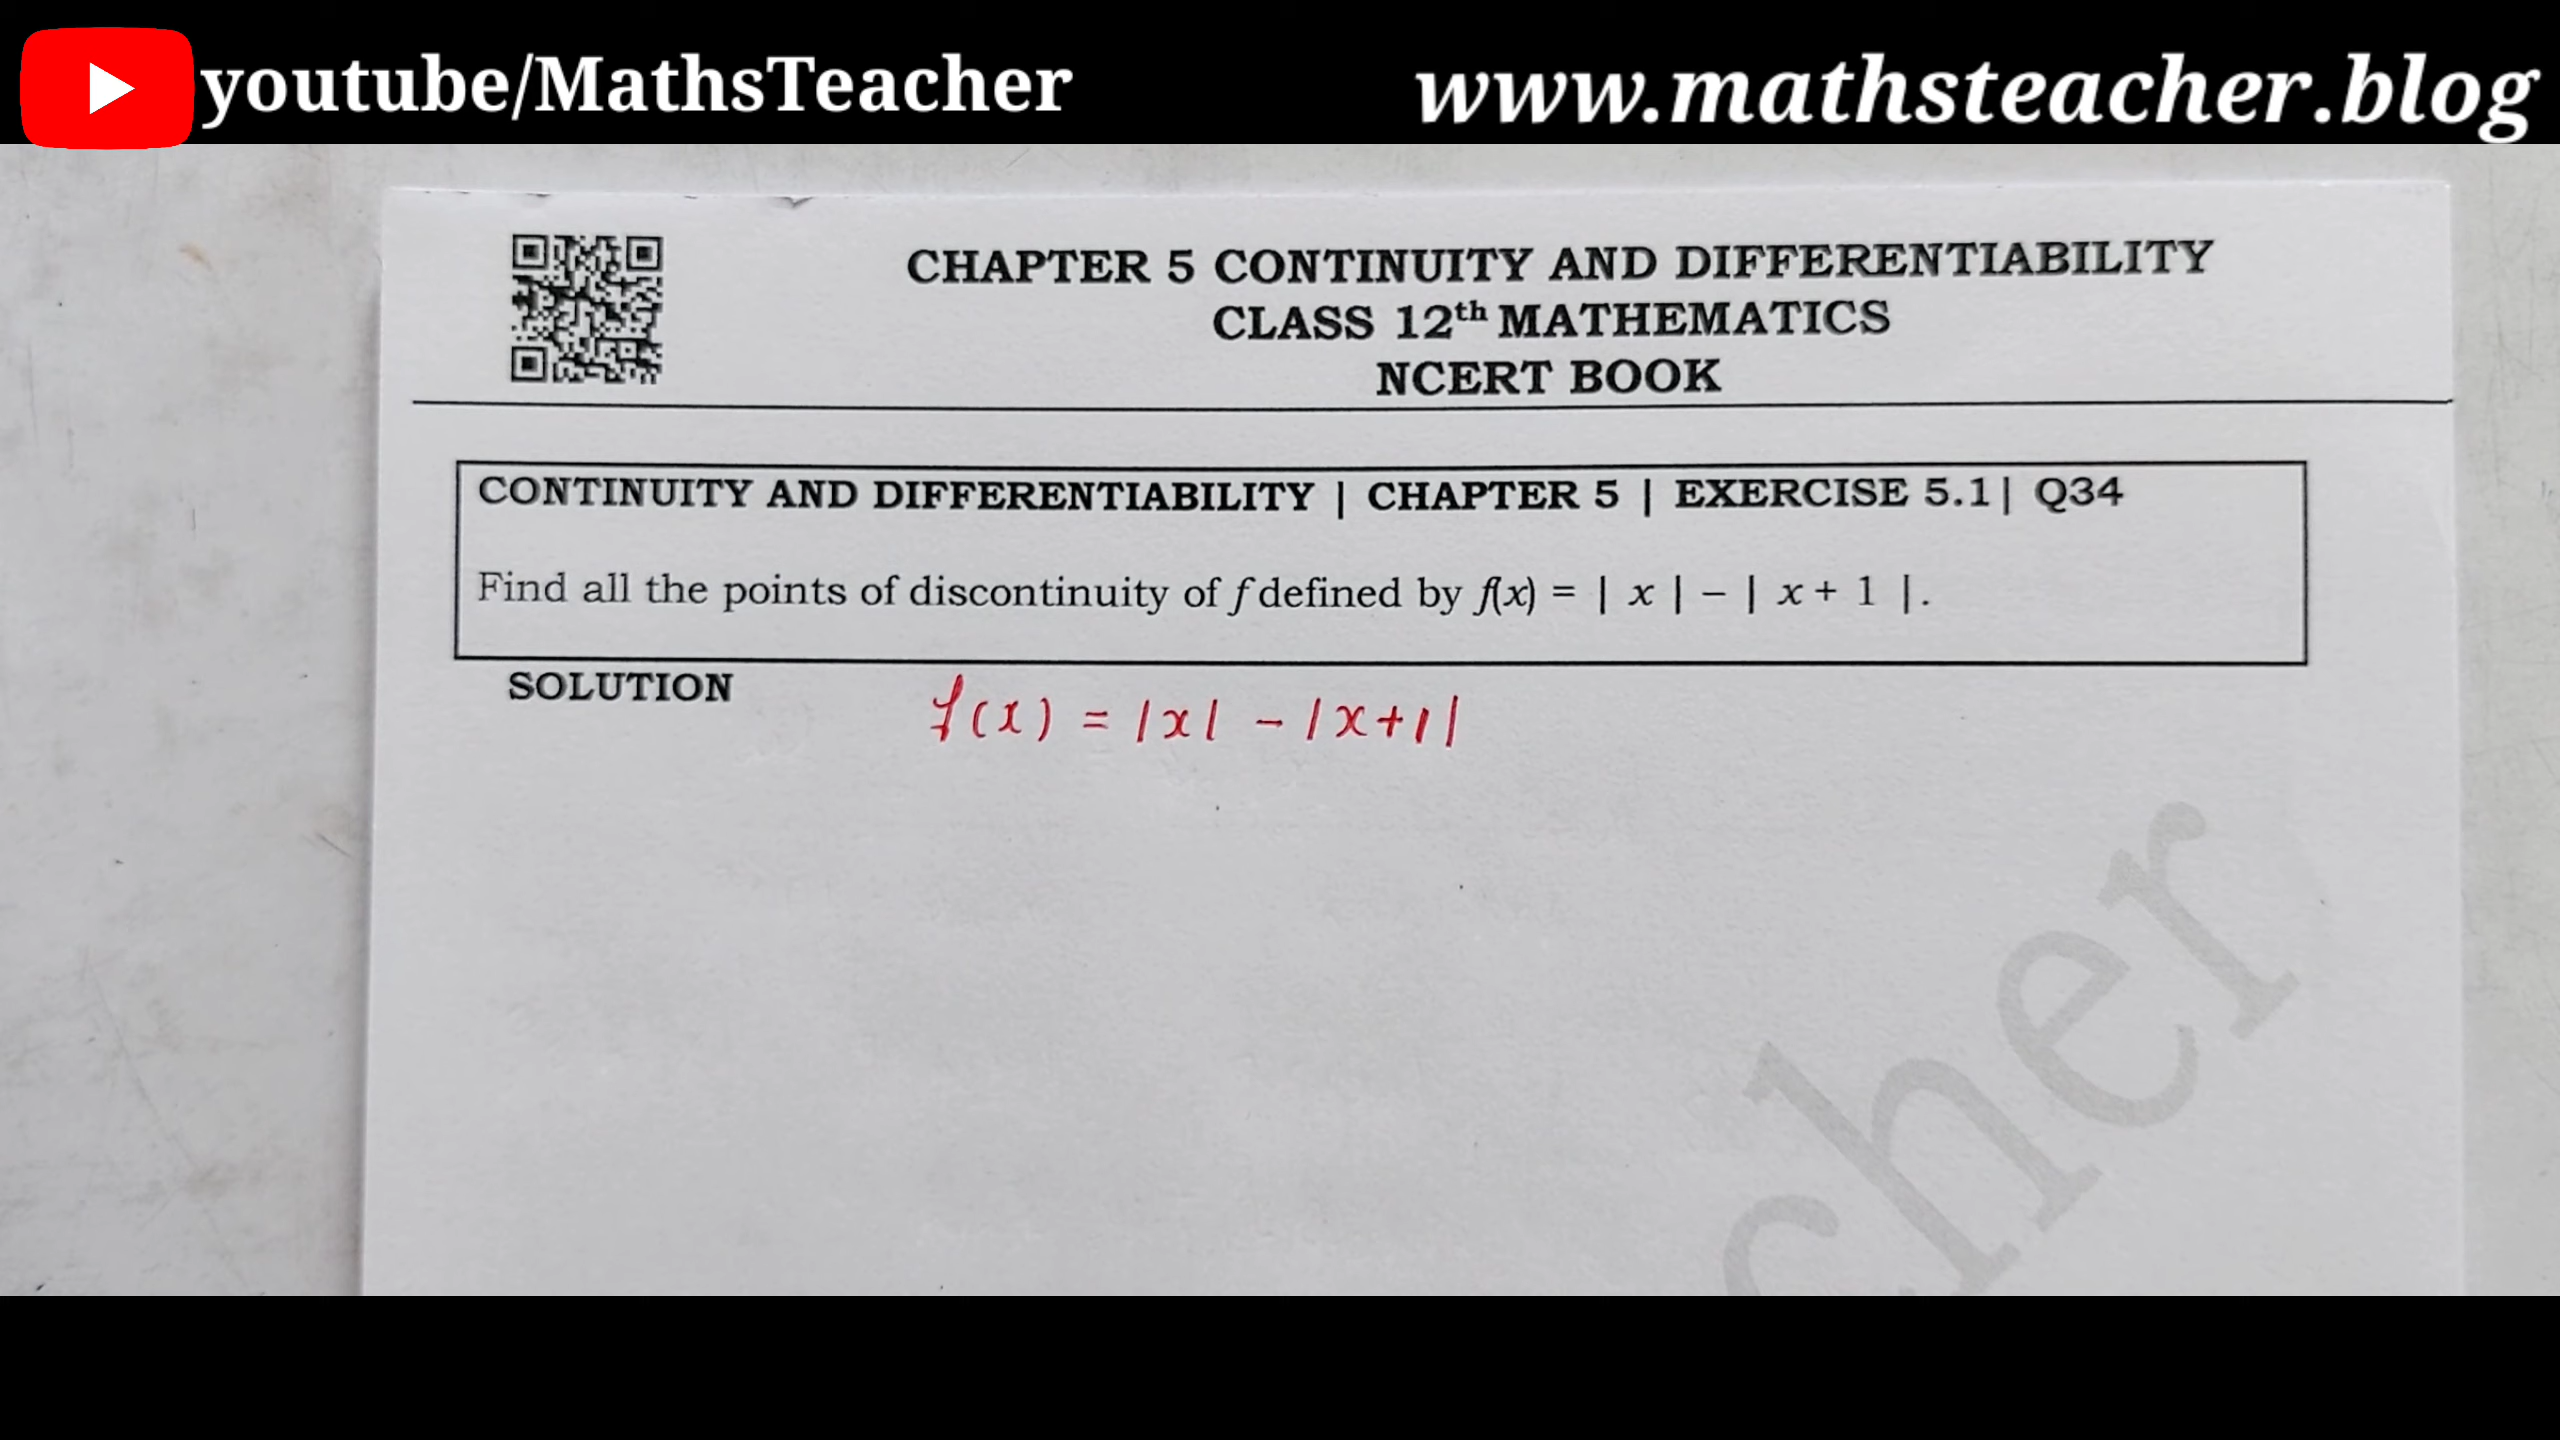 youtube/MathsTeacher
www.mathsteacher.blog
CHAPTER 5 CONTINUITY AND DIFFERENTIABILITY
CLASS 12th MATHEMATICS
NCERT BOOK
CONTINUITY AND DIFFERENTIABILITY | CHAPTER 5 | EXERCISE 5.1| Q34
Find all the points of discontinuity of f defined by f(x) = | x | – | x + 1 |.
SOLUTION
f(x) = |x| - |x+1|
cher